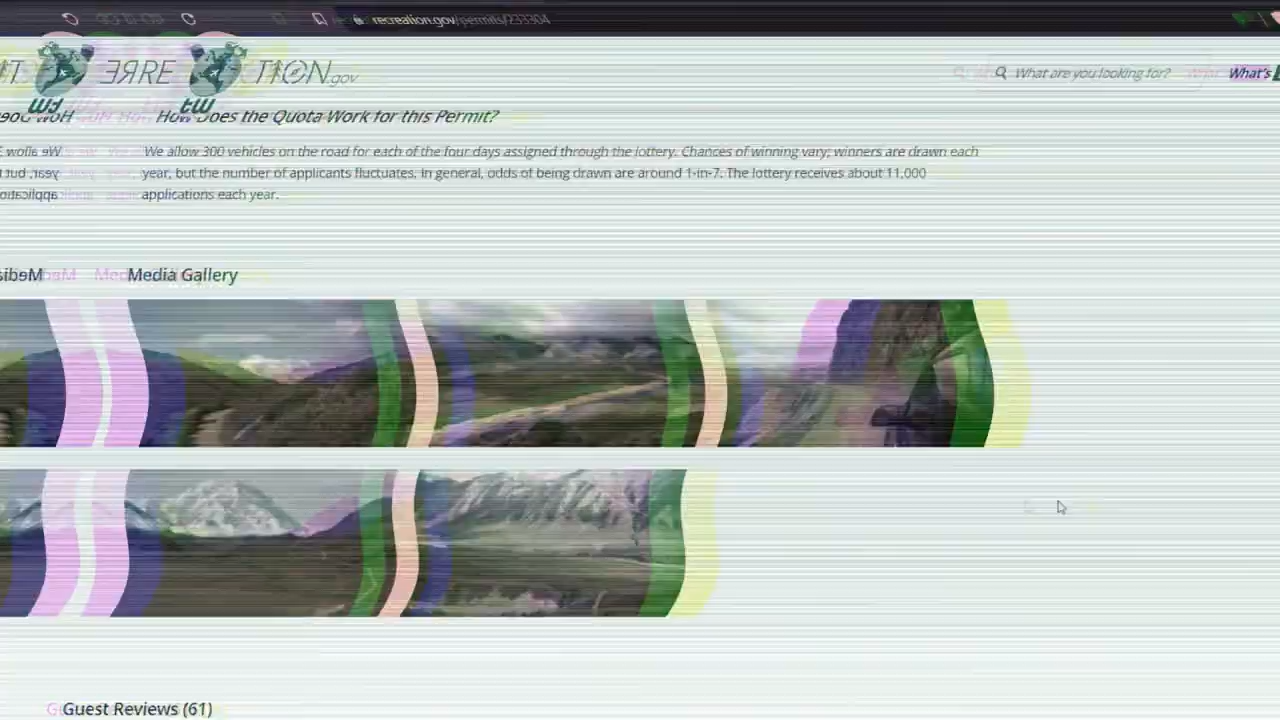 recreation.gov/permits/233304
What are you looking for?
What's
How Does the Quota Work for this Permit?
We allow 300 vehicles on the road for each of the four days assigned through the lottery. Chances of winning vary; winners are drawn each
year, but the number of applicants fluctuates. In general, odds of being drawn are around 1-in-7. The lottery receives about 11,000
applications each year.
Media Gallery
Guest Reviews (61)